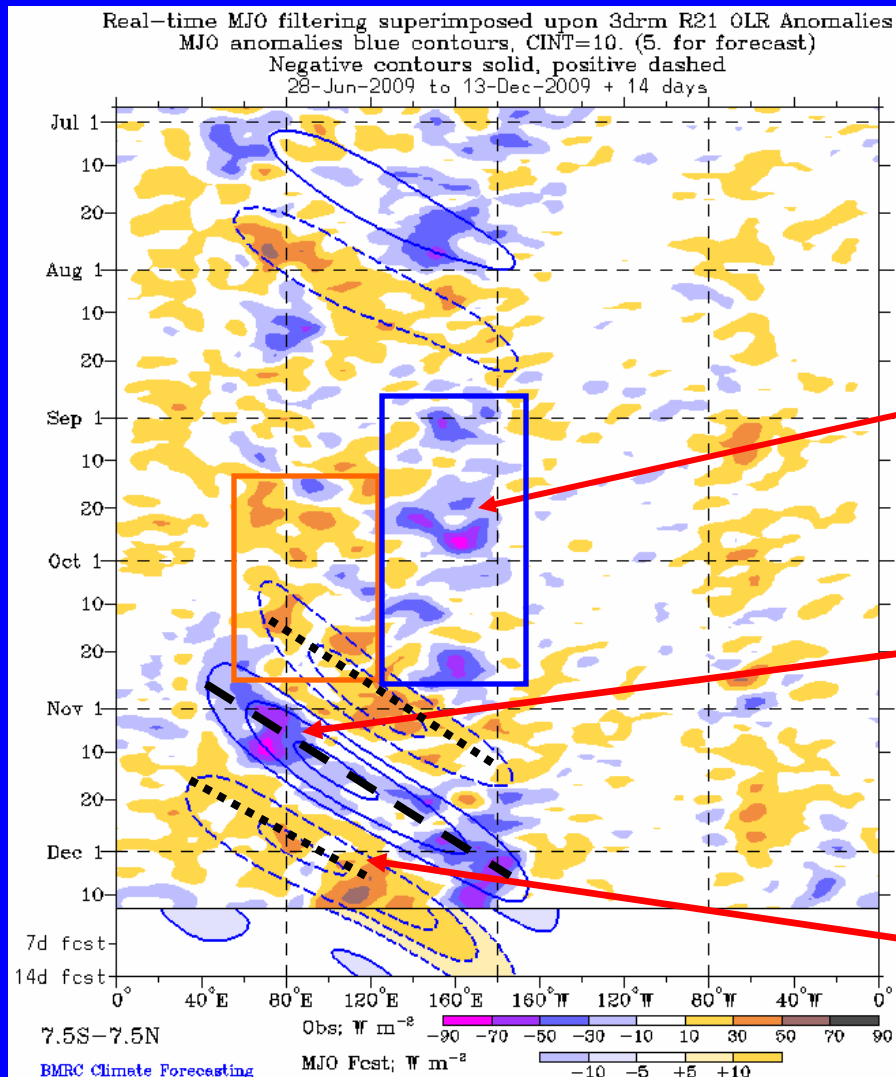 Real-time MJO filtering superimposed upon 3drm R21 OLR Anomalies
MJO anomalies blue contours, CINT=10. (5. for forecast)
Negative contours solid, positive dashed
28-Jun-2009 to 13-Dec-2009 + 14 days
Jul 1
10
20
Aug 1
10
20
Sep 1
10
20
Oct 1
10
20
Nov 1
10
20
Dec 1
10
7d fcst
14d fcst
0° 40°E 80°E 120°E 160°E 160°W 120°W 80°W 40°W 0°
7.5S-7.5N
Obs; W m⁻²
-90 -70 -50 -30 -10 10 30 50 70 90
BMRC Climate Forecasting
MJO Fcst; W m⁻²
-10 -5 +5 +10